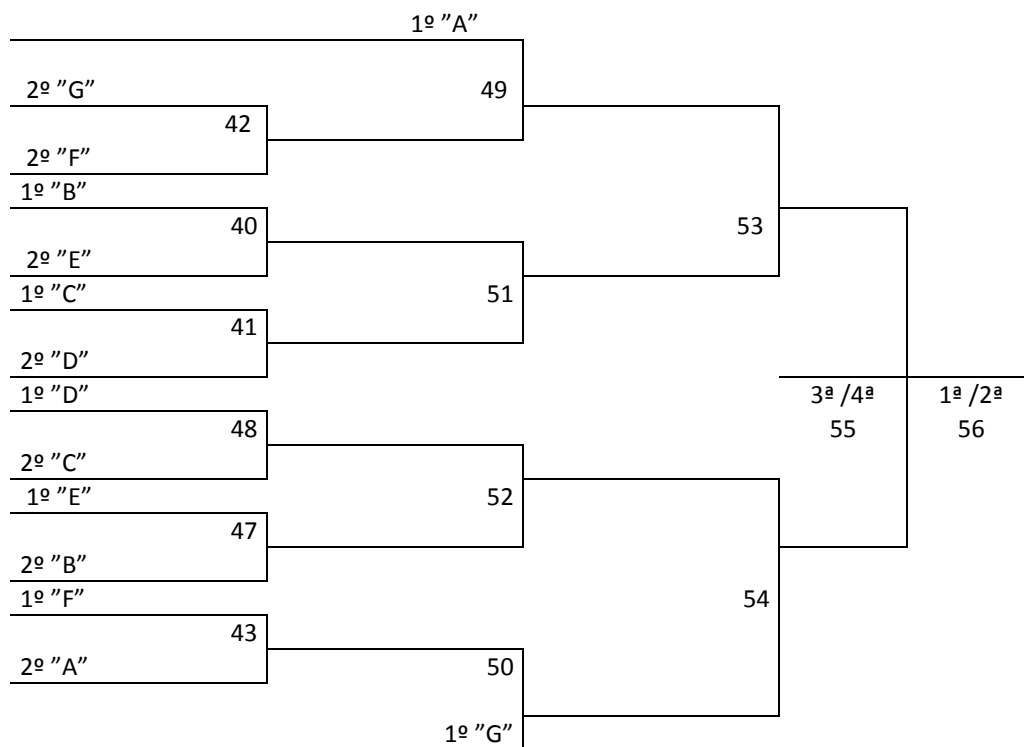 1º ”A”
2º ”G”
49
42
2º ”F”
1º ”B”
40
53
2º ”E”
1º ”C”
51
41
2º ”D”
1º ”D”
3ª /4ª
1ª /2ª
48
55
56
2º ”C”
1º ”E”
52
47
2º ”B”
1º ”F”
54
43
2º ”A”
50
1º ”G”